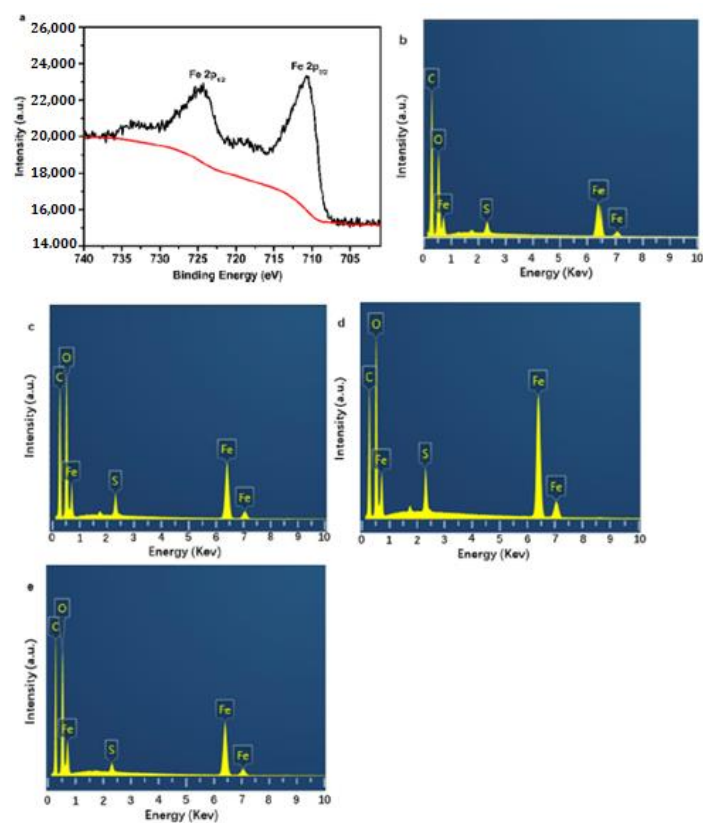 a
26,000
24,000
22,000
20,000
18,000
16,000
14,000
Intensity (a.u.)
Fe 2p1/2
Fe 2p3/2
740 735 730 725 720 715 710 705
Binding Energy (eV)
b
Intensity (a.u.)
C
O
Fe
S
Fe
Fe
0 1 2 3 4 5 6 7 8 9 10
Energy (Kev)
c
Intensity (a.u.)
C
O
Fe
S
Fe
Fe
0 1 2 3 4 5 6 7 8 9 10
Energy (Kev)
d
Intensity (a.u.)
C
O
Fe
S
Fe
Fe
0 1 2 3 4 5 6 7 8 9 10
Energy (Kev)
e
Intensity (a.u.)
C
O
Fe
S
Fe
Fe
0 1 2 3 4 5 6 7 8 9 10
Energy (Kev)